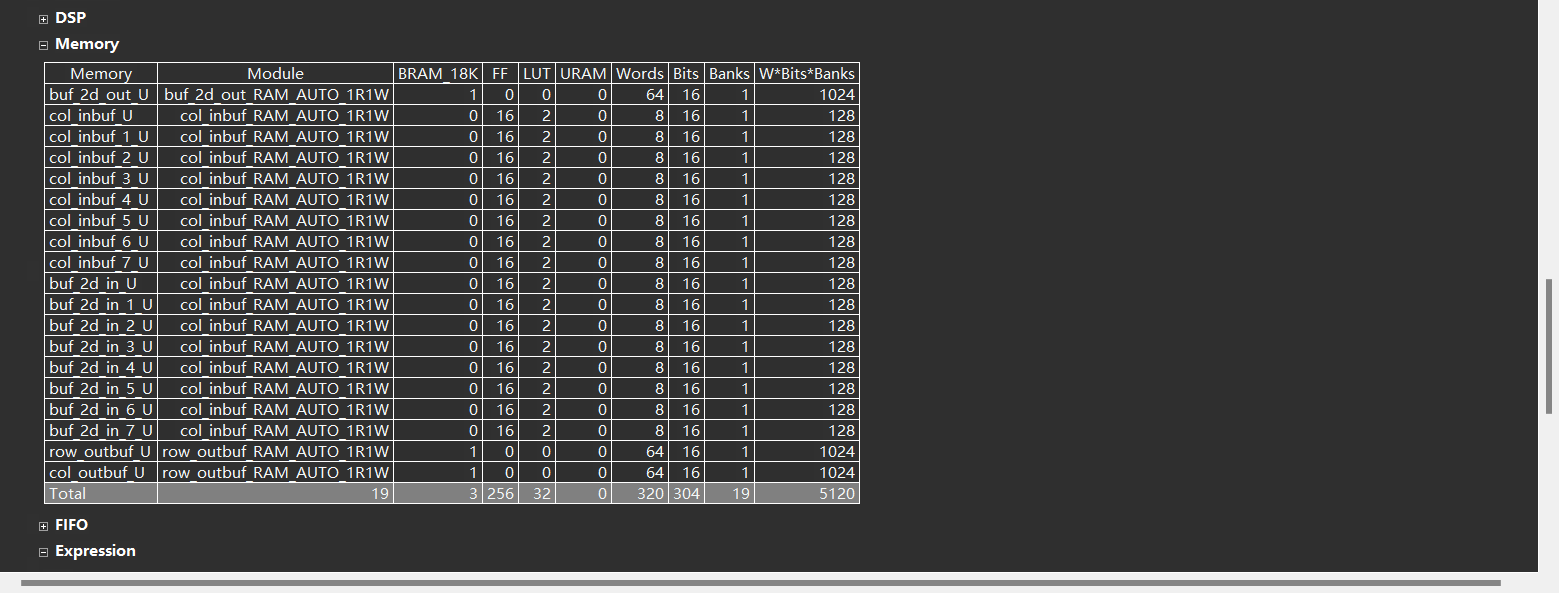 DSP
Memory
Memory Module BRAM_18K FF LUT URAM Words Bits Banks W*Bits*Banks
buf_2d_out_U buf_2d_out_RAM_AUTO_1R1W 1 0 0 0 64 16 1 1024
col_inbuf_U col_inbuf_RAM_AUTO_1R1W 0 16 2 0 8 16 1 128
col_inbuf_1_U col_inbuf_RAM_AUTO_1R1W 0 16 2 0 8 16 1 128
col_inbuf_2_U col_inbuf_RAM_AUTO_1R1W 0 16 2 0 8 16 1 128
col_inbuf_3_U col_inbuf_RAM_AUTO_1R1W 0 16 2 0 8 16 1 128
col_inbuf_4_U col_inbuf_RAM_AUTO_1R1W 0 16 2 0 8 16 1 128
col_inbuf_5_U col_inbuf_RAM_AUTO_1R1W 0 16 2 0 8 16 1 128
col_inbuf_6_U col_inbuf_RAM_AUTO_1R1W 0 16 2 0 8 16 1 128
col_inbuf_7_U col_inbuf_RAM_AUTO_1R1W 0 16 2 0 8 16 1 128
buf_2d_in_U col_inbuf_RAM_AUTO_1R1W 0 16 2 0 8 16 1 128
buf_2d_in_1_U col_inbuf_RAM_AUTO_1R1W 0 16 2 0 8 16 1 128
buf_2d_in_2_U col_inbuf_RAM_AUTO_1R1W 0 16 2 0 8 16 1 128
buf_2d_in_3_U col_inbuf_RAM_AUTO_1R1W 0 16 2 0 8 16 1 128
buf_2d_in_4_U col_inbuf_RAM_AUTO_1R1W 0 16 2 0 8 16 1 128
buf_2d_in_5_U col_inbuf_RAM_AUTO_1R1W 0 16 2 0 8 16 1 128
buf_2d_in_6_U col_inbuf_RAM_AUTO_1R1W 0 16 2 0 8 16 1 128
buf_2d_in_7_U col_inbuf_RAM_AUTO_1R1W 0 16 2 0 8 16 1 128
row_outbuf_U row_outbuf_RAM_AUTO_1R1W 1 0 0 0 64 16 1 1024
col_outbuf_U row_outbuf_RAM_AUTO_1R1W 1 0 0 0 64 16 1 1024
Total 19 3 256 32 0 320 304 19 5120
FIFO
Expression